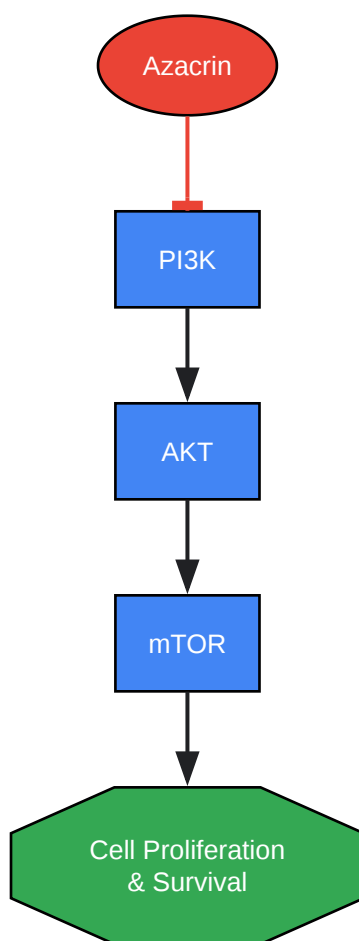 Azacrin
PI3K
AKT
mTOR
Cell Proliferation
& Survival